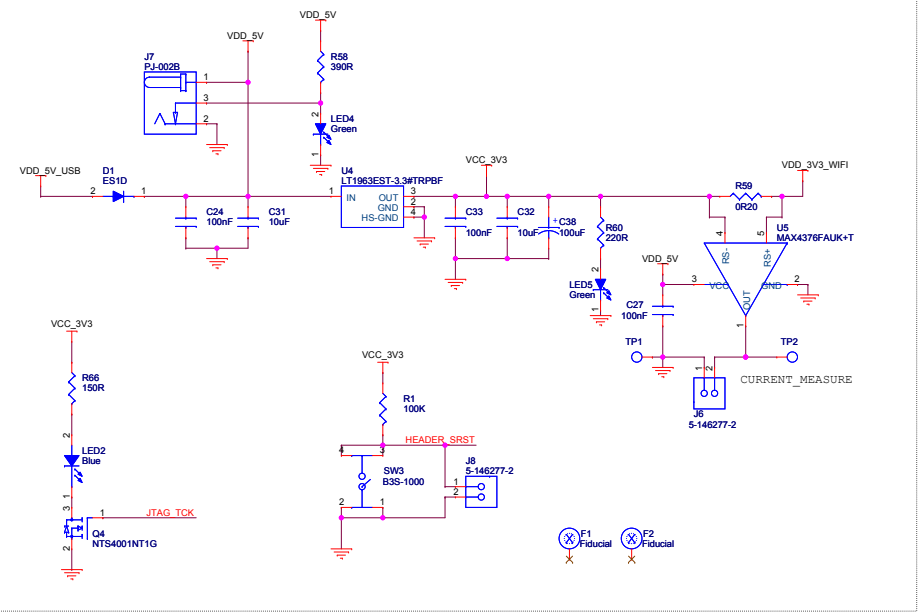 VDD_5V
VDD_5V
J7
PJ-002B
1
3
2
R58
390R
2
LED4
Green
1
VDD_5V_USB
D1
ES1D
2
1
C24
100nF
C31
10uF
U4
LT1963EST-3.3#TRPBF
1
IN
OUT
GND
HS-GND
3
2
4
VCC_3V3
C33
100nF
C32
10uF
+
C38
100uF
R60
220R
2
LED5
Green
1
VDD_3V3_WIFI
R59
0R20
U5
MAX4376FAUK+T
4
5
RS-
RS+
VDD_5V
3
VCC
GND
2
OUT
1
C27
100nF
TP1
TP2
1
2
CURRENT_MEASURE
J6
5-146277-2
VCC_3V3
R66
150R
2
LED2
Blue
1
3
1
JTAG_TCK
Q4
NTS4001NT1G
2
VCC_3V3
R1
100K
HEADER_SRST
4
3
SW3
B3S-1000
2
1
J8
5-146277-2
1
2
F1
Fiducial
F2
Fiducial